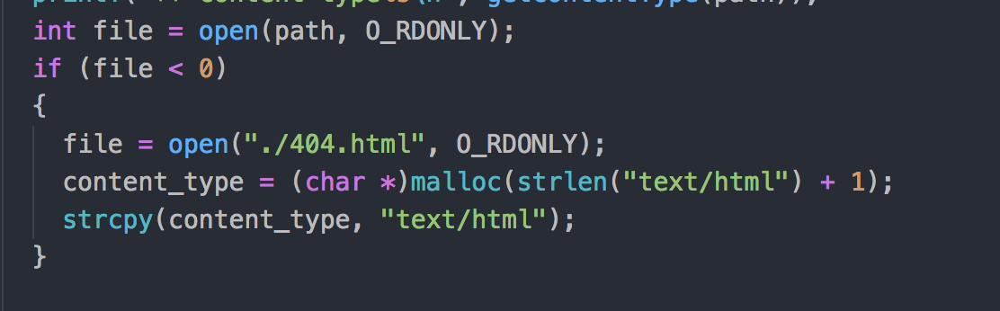 int file = open(path, O_RDONLY);
if (file < 0)
{
file = open("./404.html", O_RDONLY);
content_type = (char *)malloc(strlen("text/html") + 1);
strcpy(content_type, "text/html");
}